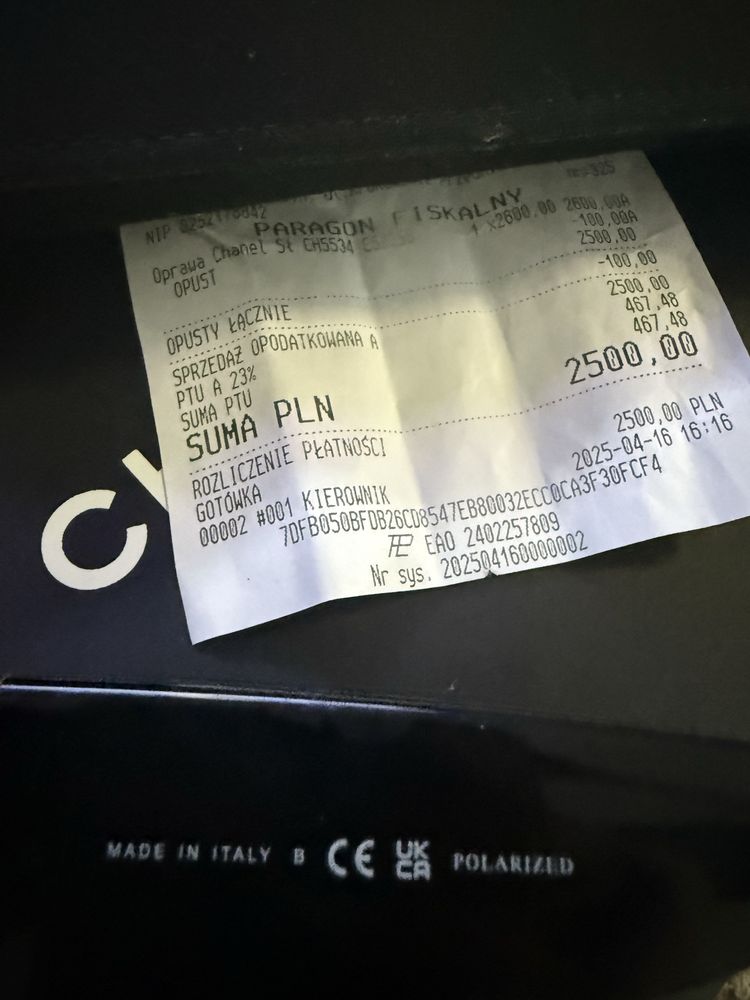 NIP
PARAGON FISKALNY
Oprawa Chanel St CH5534 1 x2600,00 2600,00A
OPUST -100,00A
2500,00
OPUSTY ŁĄCZNIE -100,00
SPRZEDAŻ OPODATKOWANA A 2500,00
PTU A 23% 467,48
SUMA PTU 467,48
SUMA PLN 2500,00
ROZLICZENIE PŁATNOŚCI
GOTÓWKA 2500,00 PLN
00002 #001 KIEROWNIK 2025-04-16 16:16
7DFB050BFDB26CD8547EB80032ECC0CA3F30FCF4
EAO 2402257809
Nr sys. 202504160000002
MADE IN ITALY B CE UK CA POLARIZED